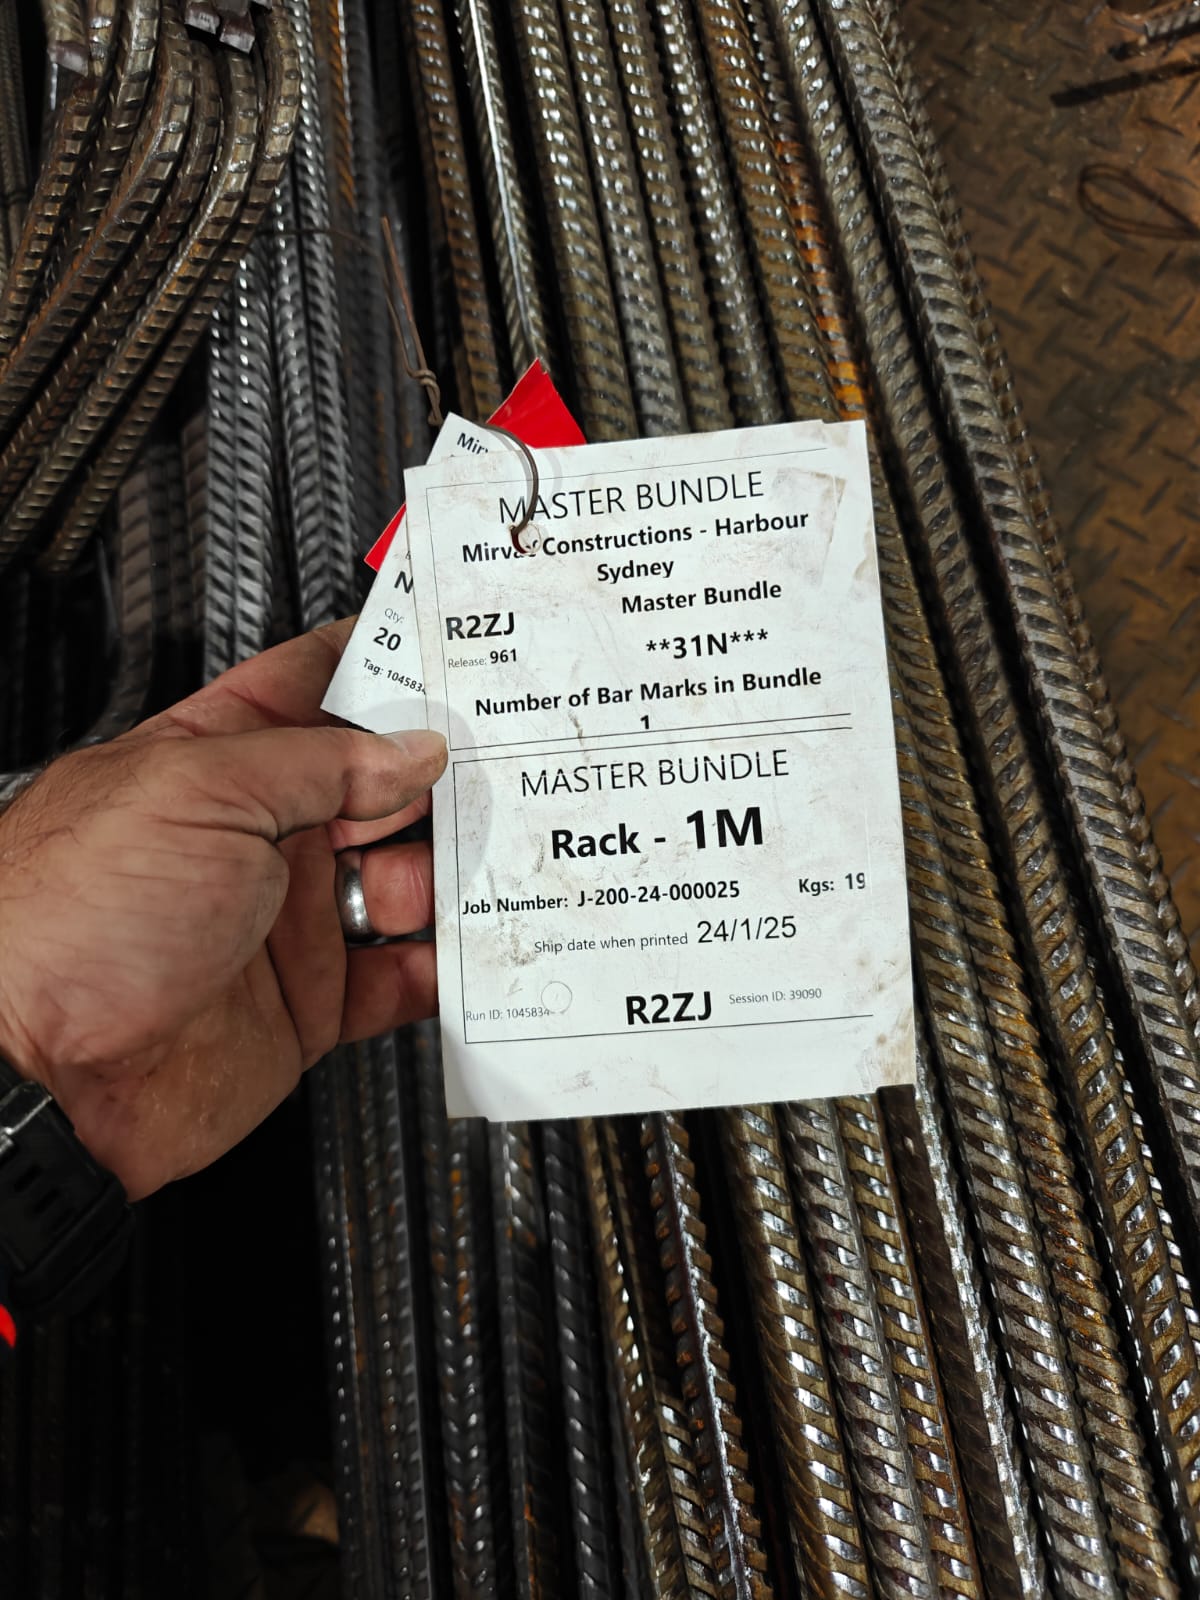 MASTER BUNDLE
Mirvac Constructions - Harbour
Sydney
Master Bundle
R2ZJ
**31N***
Release: 961
Number of Bar Marks in Bundle
1
MASTER BUNDLE
Rack - 1M
Job Number: J-200-24-000025 Kgs: 19
Ship date when printed 24/1/25
Run ID: 1045834
R2ZJ
Session ID: 39090
Mirv
N
Qty:
20
Tag: 104583